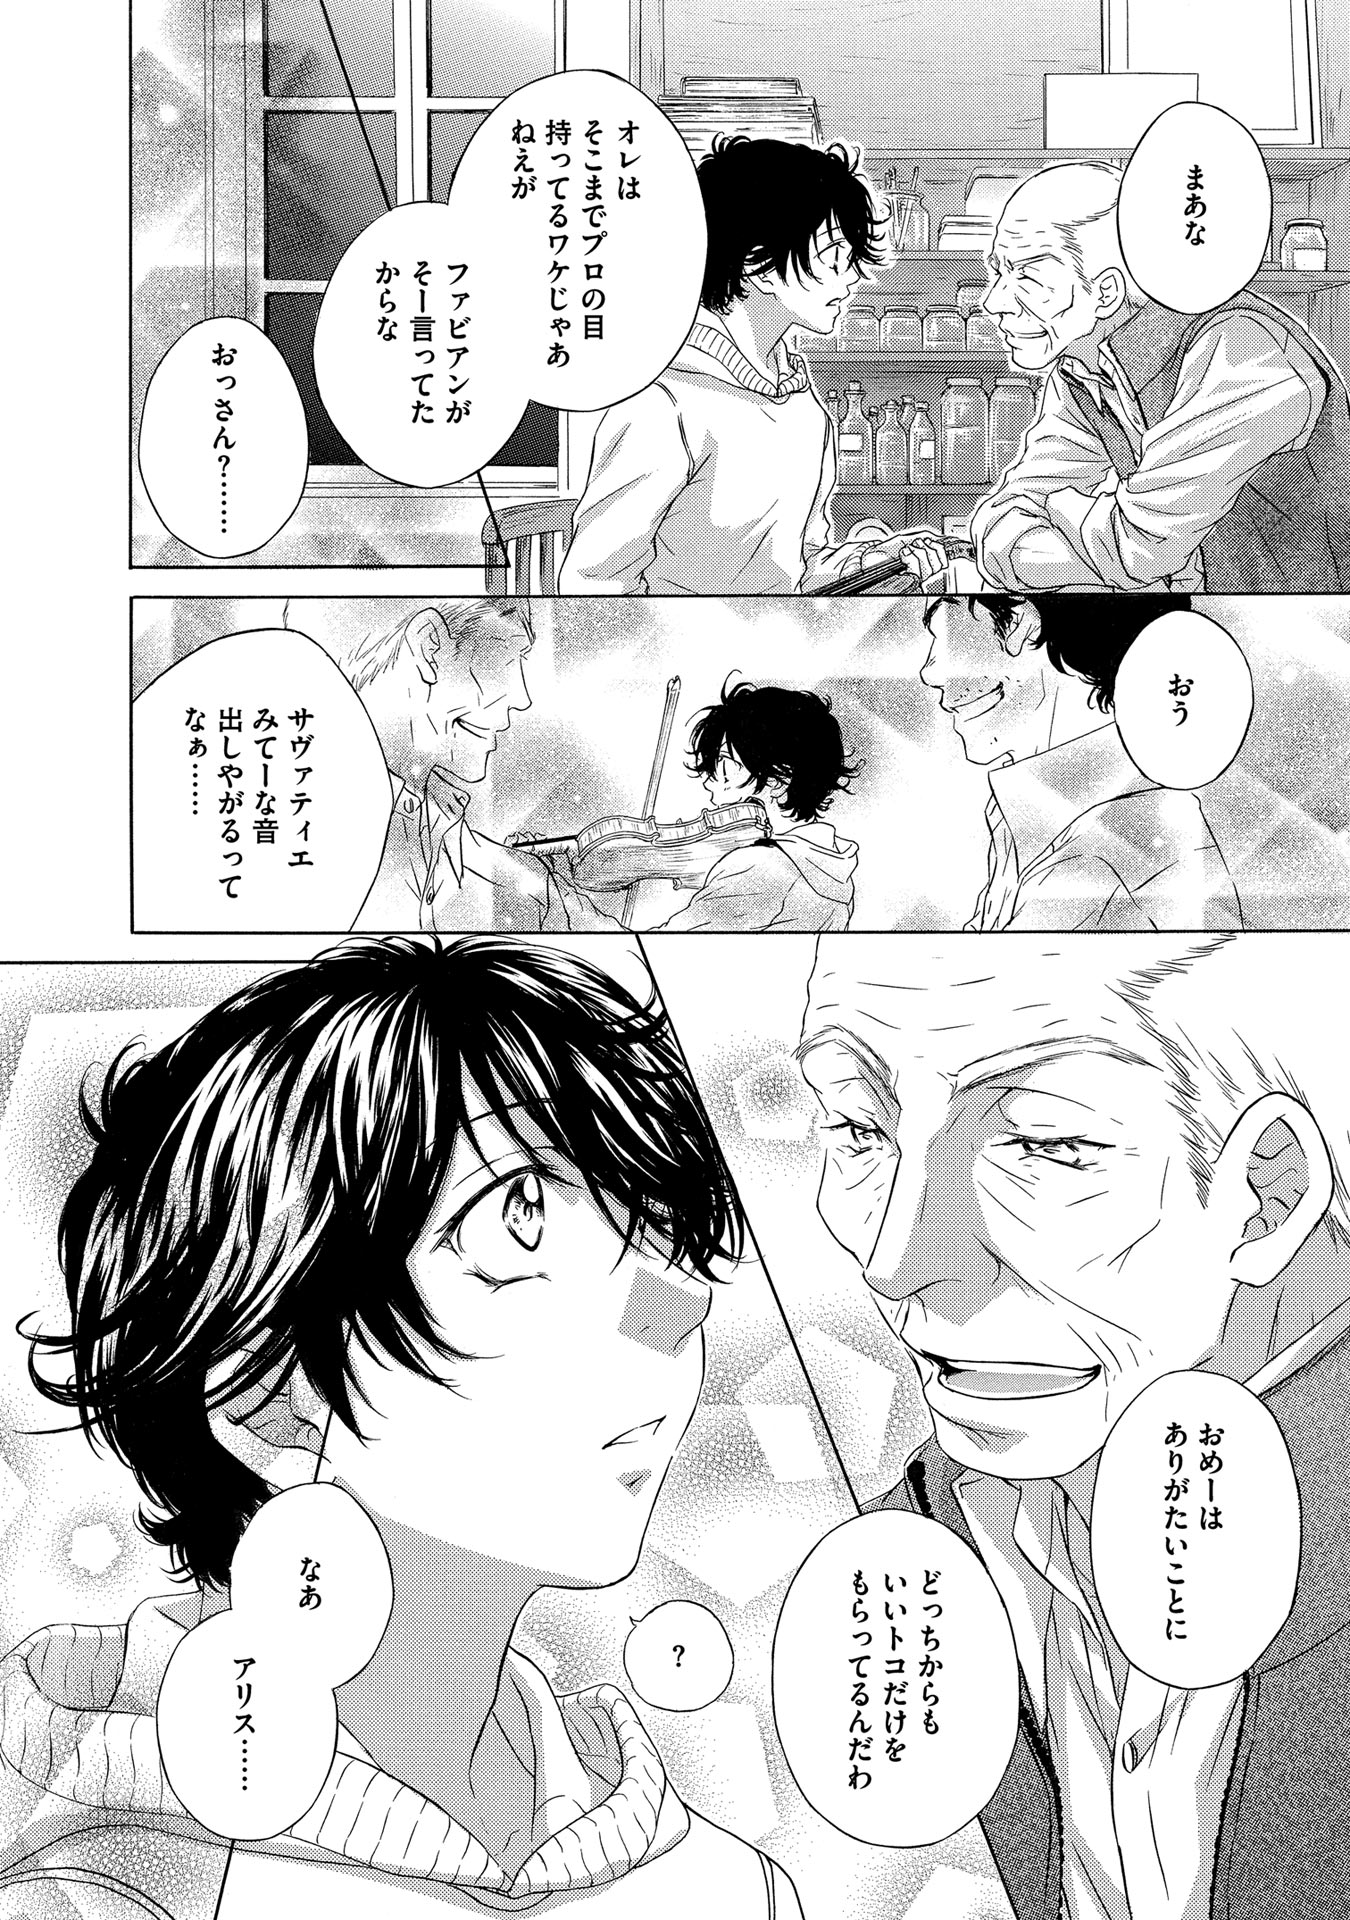 まあな
オレは
そこまでプロの目
持ってるワケじゃあ
ねえが
ファビアンが
そー言ってた
からな
おっさん？……
おう
サヴァティエ
みてーな音
出しやがるって
なぁ……
おめーは
ありがたいことに
どっちからも
いいトコだけを
もらってるんだわ
？
なあ
アリス……